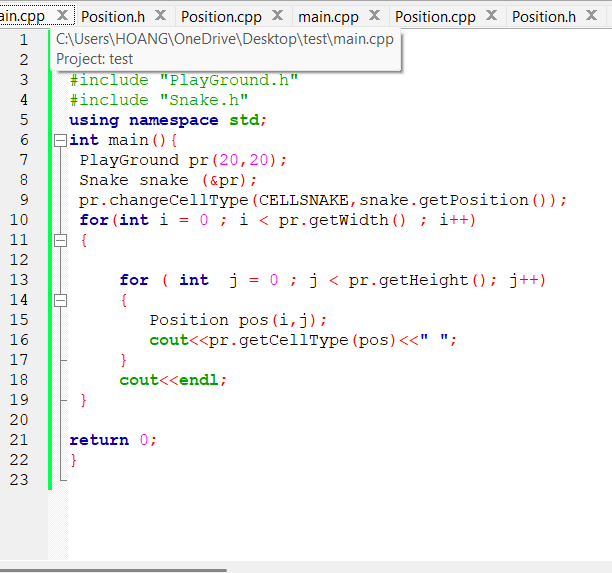 ain.cpp Position.h Position.cpp main.cpp Position.cpp Position.h
C:\Users\HOANG\OneDrive\Desktop\test\main.cpp
Project: test
1
2
3 #include "PlayGround.h"
4 #include "Snake.h"
5 using namespace std;
6 int main(){
7 PlayGround pr(20,20);
8 Snake snake (&pr);
9 pr.changeCellType(CELLSNAKE,snake.getPosition());
10 for(int i = 0 ; i < pr.getWidth() ; i++)
11 {
12
13 for ( int  j = 0 ; j < pr.getHeight(); j++)
14 {
15 Position pos(i,j);
16 cout<<pr.getCellType(pos)<<" ";
17 }
18 cout<<endl;
19 }
20
21 return 0;
22 }
23